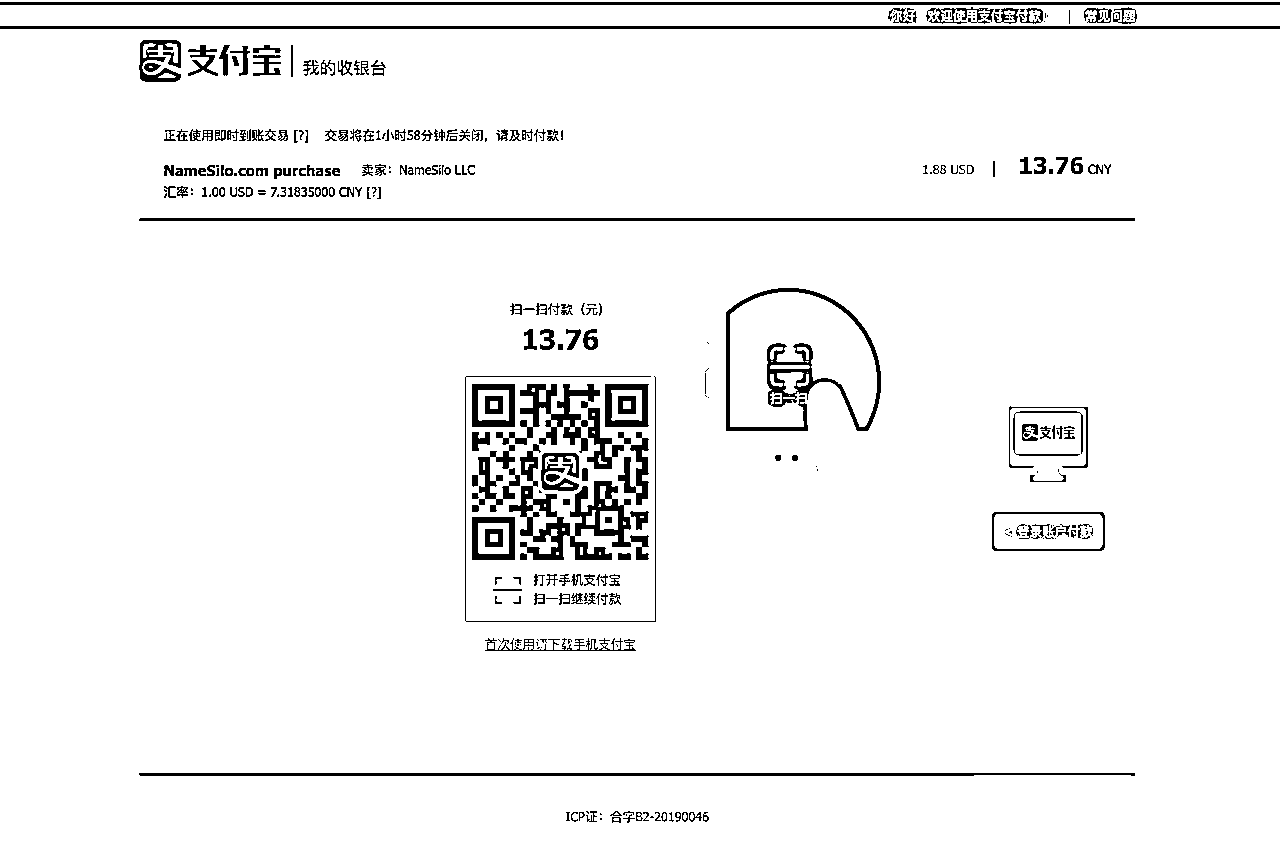 你好 欢迎使用支付宝付款! | 常见问题
支付宝 | 我的收银台
正在使用即时到账交易 [?] 交易将在1小时58分钟后关闭，请及时付款!
NameSilo.com purchase 卖家：NameSilo LLC 1.88 USD | 13.76 CNY
汇率：1.00 USD = 7.31835000 CNY [?]
扫一扫付款（元）
13.76
扫一扫
支付宝
登录账户付款
打开手机支付宝
扫一扫继续付款
首次使用请下载手机支付宝
ICP证：合字B2-20190046